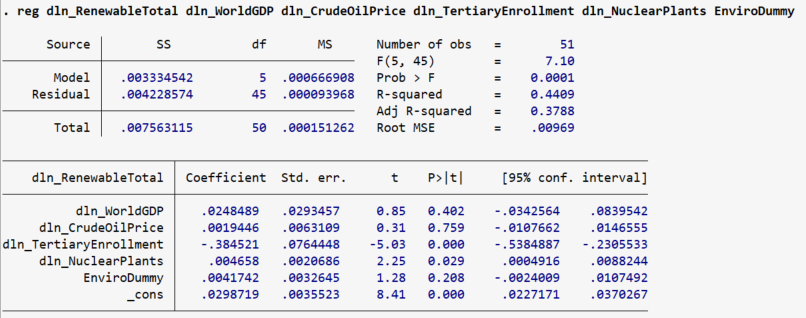 . reg dln_RenewableTotal dln_WorldGDP dln_CrudeOilPrice dln_TertiaryEnrollment dln_NuclearPlants EnviroDummy
Source SS df MS Number of obs = 51
F(5, 45) = 7.10
Model .003334542 5 .000666908 Prob > F = 0.0001
Residual .004228574 45 .000093968 R-squared = 0.4409
Adj R-squared = 0.3788
Total .007563115 50 .000151262 Root MSE = .00969
dln_RenewableTotal Coefficient Std. err. t P>|t| [95% conf. interval]
dln_WorldGDP .0248489 .0293457 0.85 0.402 -.0342564 .0839542
dln_CrudeOilPrice .0019446 .0063109 0.31 0.759 -.0107662 .0146555
dln_TertiaryEnrollment -.384521 .0764448 -5.03 0.000 -.5384887 -.2305533
dln_NuclearPlants .004658 .0020686 2.25 0.029 .0004916 .0088244
EnviroDummy .0041742 .0032645 1.28 0.208 -.0024009 .0107492
_cons .0298719 .0035523 8.41 0.000 .0227171 .0370267